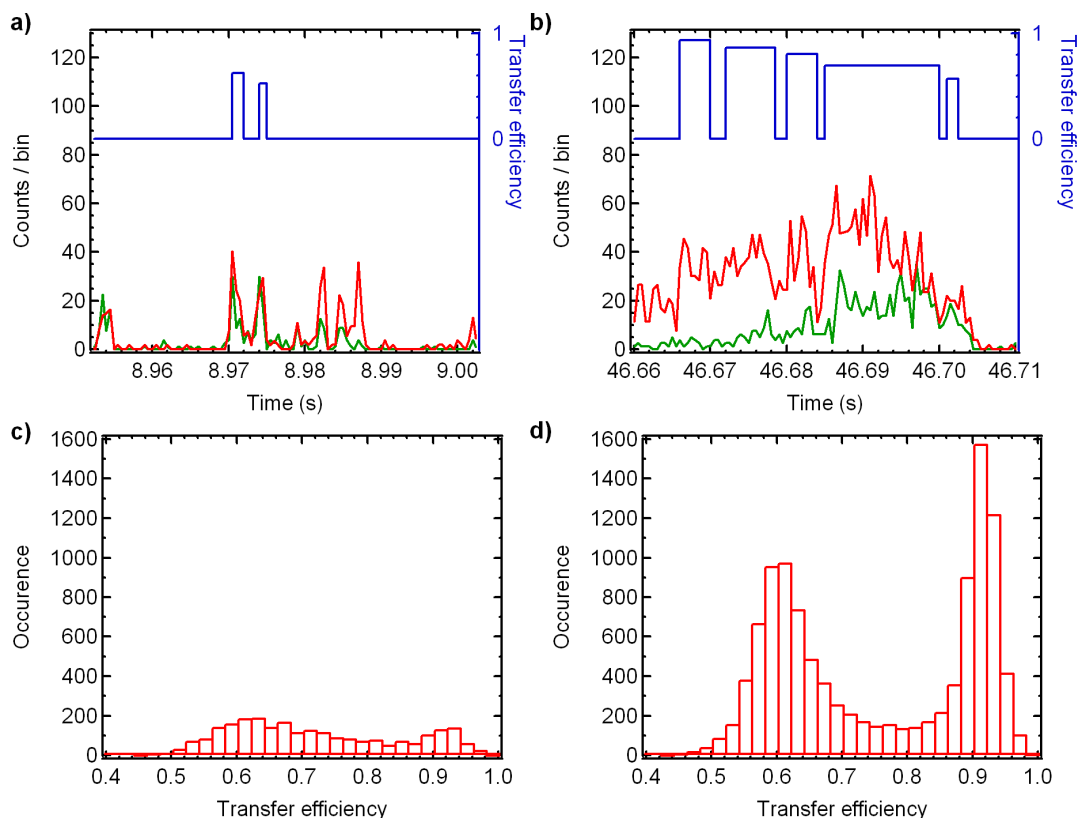 a)
120
100
80
60
40
20
0
Counts / bin
1
0
Transfer efficiency
8.96 8.97 8.98 8.99 9.00
Time (s)
b)
120
100
80
60
40
20
0
Counts / bin
1
0
Transfer efficiency
46.66 46.67 46.68 46.69 46.70 46.71
Time (s)
c)
1600
1400
1200
1000
800
600
400
200
0
Occurence
0.4 0.5 0.6 0.7 0.8 0.9 1.0
Transfer efficiency
d)
1600
1400
1200
1000
800
600
400
200
0
Occurence
0.4 0.5 0.6 0.7 0.8 0.9 1.0
Transfer efficiency